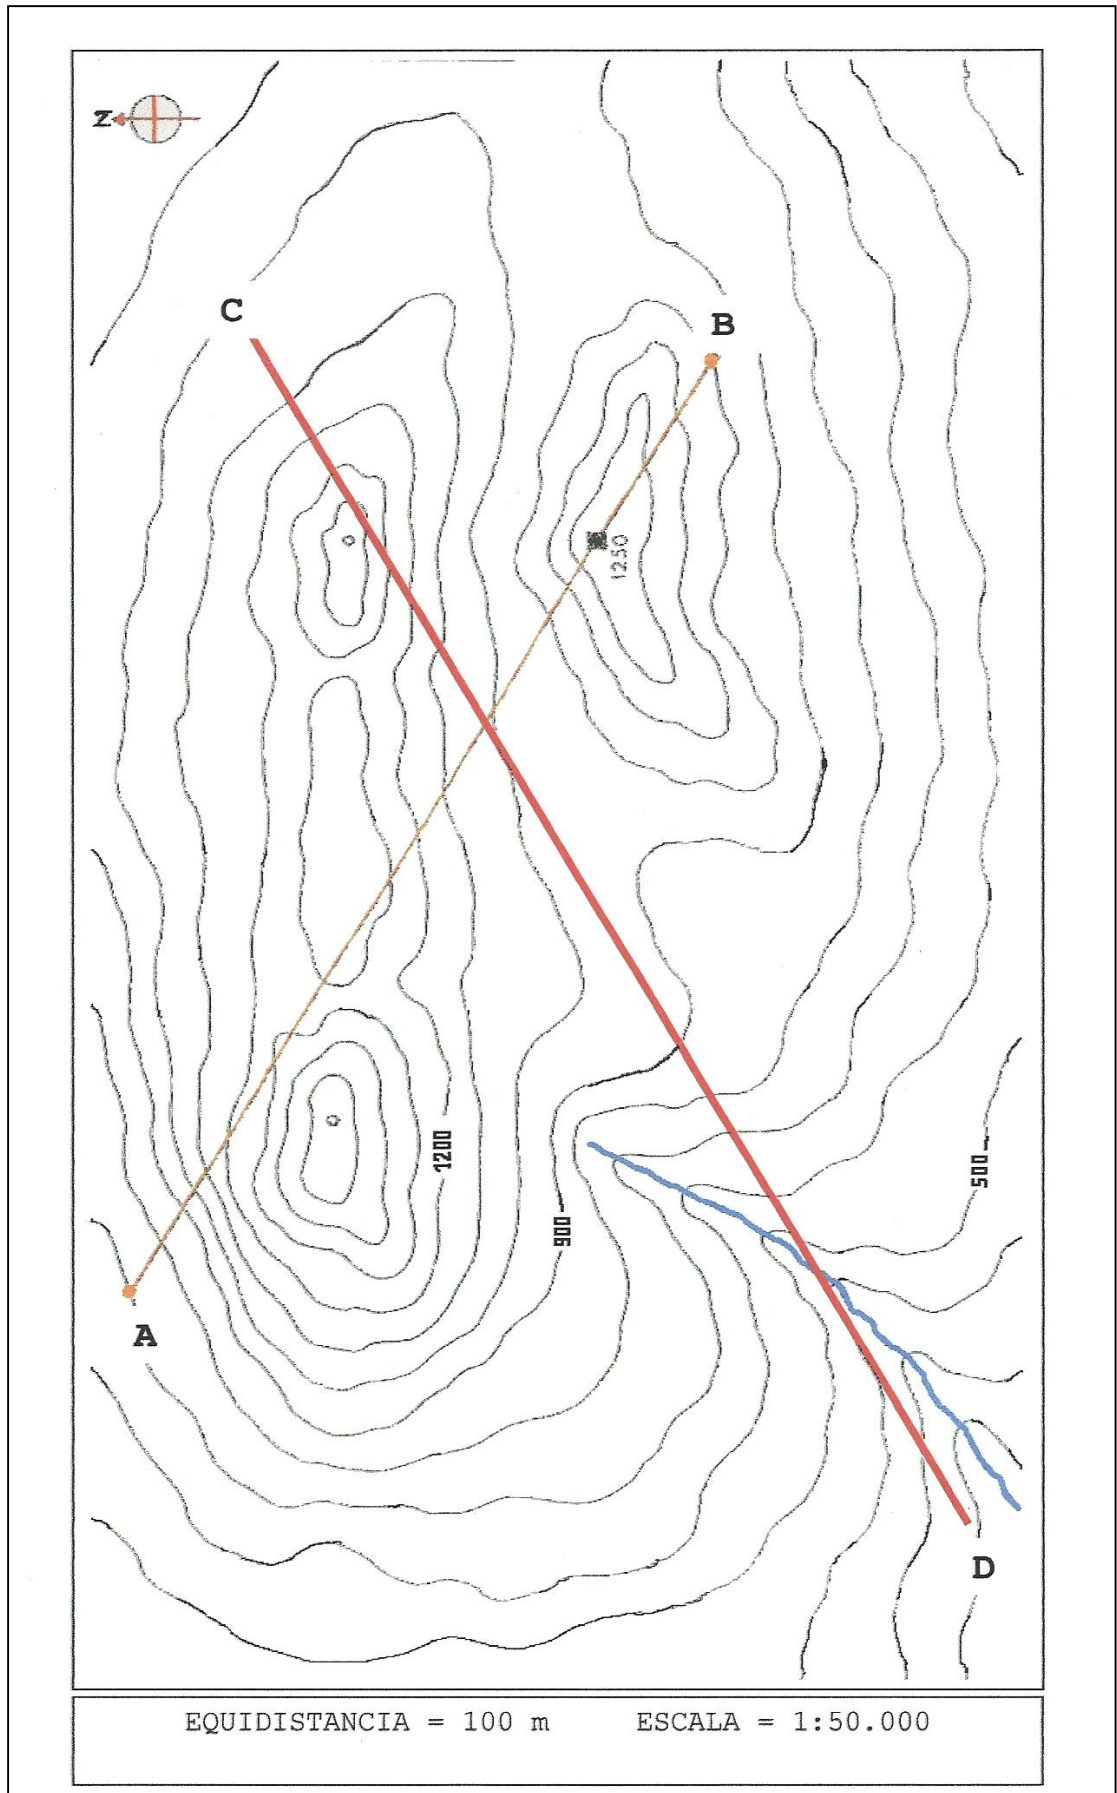 N
C
B
1250
1200
900
500
A
D
EQUIDISTANCIA = 100 m ESCALA = 1:50.000